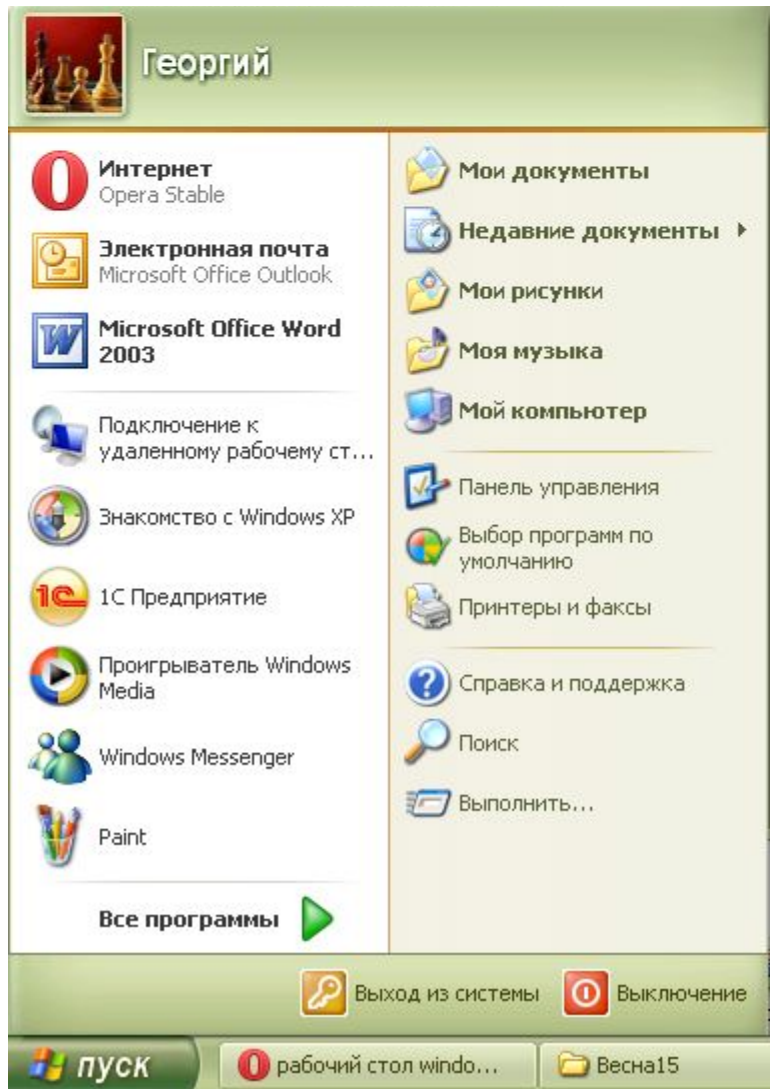 Георгий
Интернет
Opera Stable
Электронная почта
Microsoft Office Outlook
Microsoft Office Word
2003
Подключение к
удаленному рабочему ст...
Знакомство с Windows XP
1С
1С Предприятие
Проигрыватель Windows
Media
Windows Messenger
Paint
Все программы
Мои документы
Недавние документы
Мои рисунки
Моя музыка
Мой компьютер
Панель управления
Выбор программ по
умолчанию
Принтеры и факсы
Справка и поддержка
Поиск
Выполнить...
Выход из системы
Выключение
пуск
рабочий стол windo...
Весна15